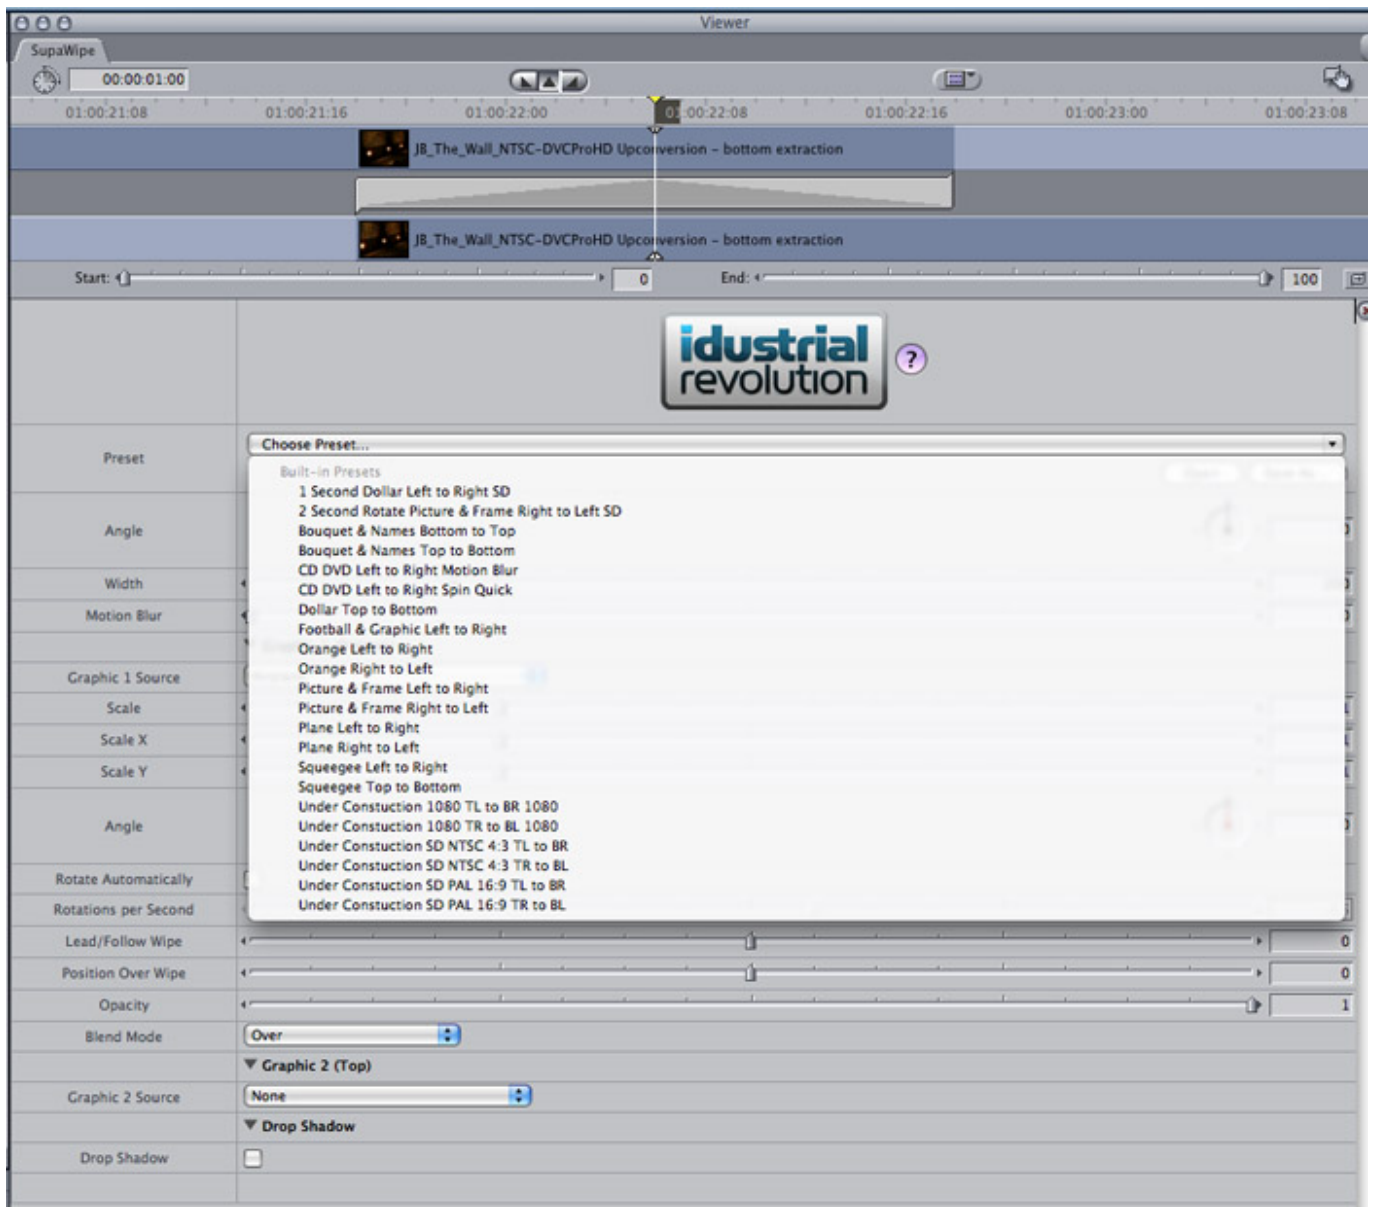 Viewer
SupaWipe
00:00:01:00
01:00:21:08 01:00:21:16 01:00:22:00 01:00:22:08 01:00:22:16 01:00:23:00 01:00:23:08
JB_The_Wall_NTSC-DVCProHD Upconversion - bottom extraction
JB_The_Wall_NTSC-DVCProHD Upconversion - bottom extraction
Start: 0 End: 100
idustrial
revolution
?
Preset
Choose Preset...
Built-in Presets
1 Second Dollar Left to Right SD
2 Second Rotate Picture & Frame Right to Left SD
Angle
Bouquet & Names Bottom to Top
Bouquet & Names Top to Bottom
CD DVD Left to Right Motion Blur
Width
CD DVD Left to Right Spin Quick
Motion Blur
Dollar Top to Bottom
Football & Graphic Left to Right
Orange Left to Right
Orange Right to Left
Graphic 1 Source
Picture & Frame Left to Right
Scale
Picture & Frame Right to Left
Plane Left to Right
Scale X
Plane Right to Left
Scale Y
Squeegee Left to Right
Squeegee Top to Bottom
Under Constuction 1080 TL to BR 1080
Angle
Under Constuction 1080 TR to BL 1080
Under Constuction SD NTSC 4:3 TL to BR
Under Constuction SD NTSC 4:3 TR to BL
Rotate Automatically
Under Constuction SD PAL 16:9 TL to BR
Rotations per Second
Under Constuction SD PAL 16:9 TR to BL
Lead/Follow Wipe 0
Position Over Wipe 0
Opacity 1
Blend Mode Over
Graphic 2 (Top)
Graphic 2 Source None
Drop Shadow
Drop Shadow